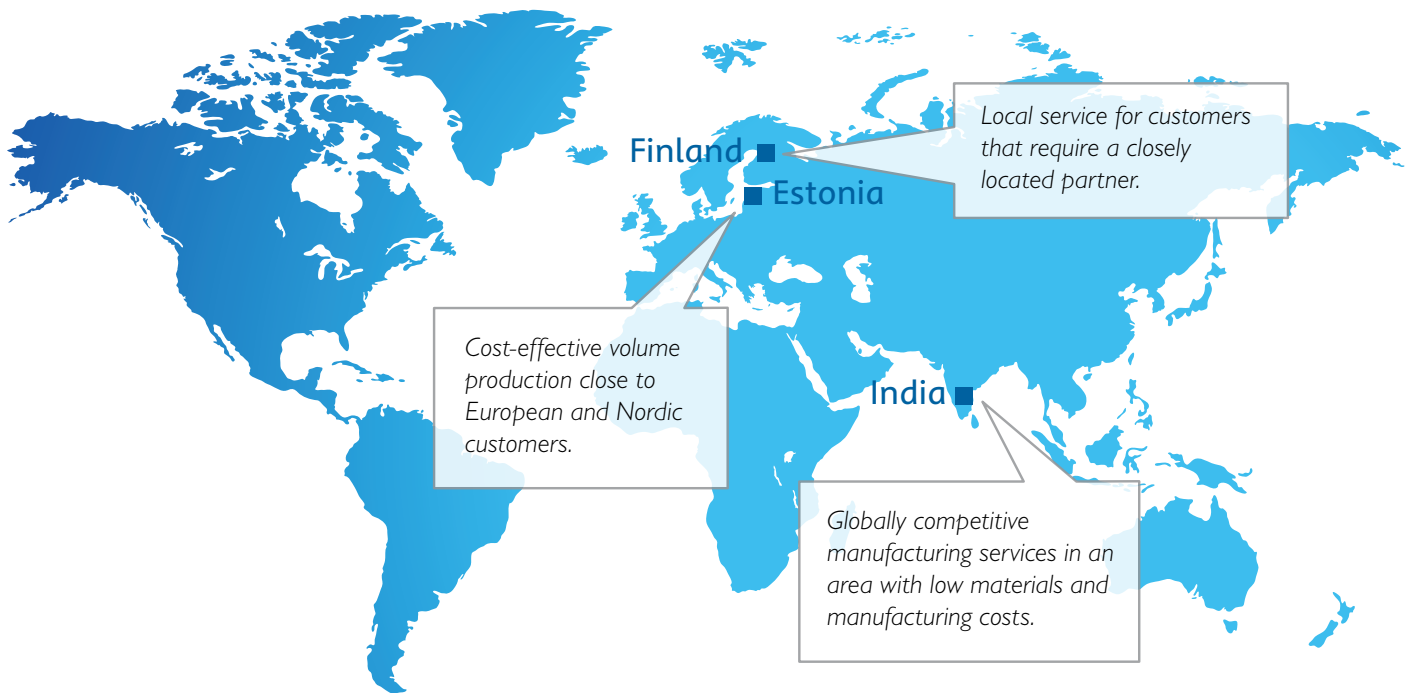 Finland
Local service for customers
that require a closely
located partner.
Estonia
Cost-effective volume
production close to
European and Nordic
customers.
India
Globally competitive
manufacturing services in an
area with low materials and
manufacturing costs.